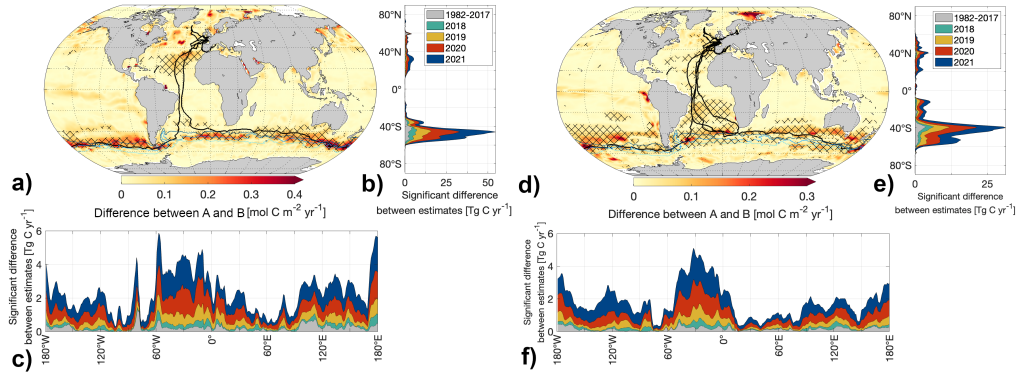 a)
0 0.1 0.2 0.3 0.4
Difference between A and B [mol C m⁻² yr⁻¹]
b)
80°N
40°N
0°
40°S
80°S
1982-2017
2018
2019
2020
2021
0 25 50
Significant difference
between estimates [Tg C yr⁻¹]
c)
Significant difference
between estimates [Tg C yr⁻¹]
6
4
2
0
180°W 120°W 60°W 0° 60°E 120°E 180°E
d)
0 0.1 0.2 0.3
Difference between A and B [mol C m⁻² yr⁻¹]
e)
80°N
40°N
0°
40°S
80°S
1982-2017
2018
2019
2020
2021
0 25
Significant difference
between estimates [Tg C yr⁻¹]
f)
Significant difference
between estimates [Tg C yr⁻¹]
6
4
2
0
180°W 120°W 60°W 0° 60°E 120°E 180°E